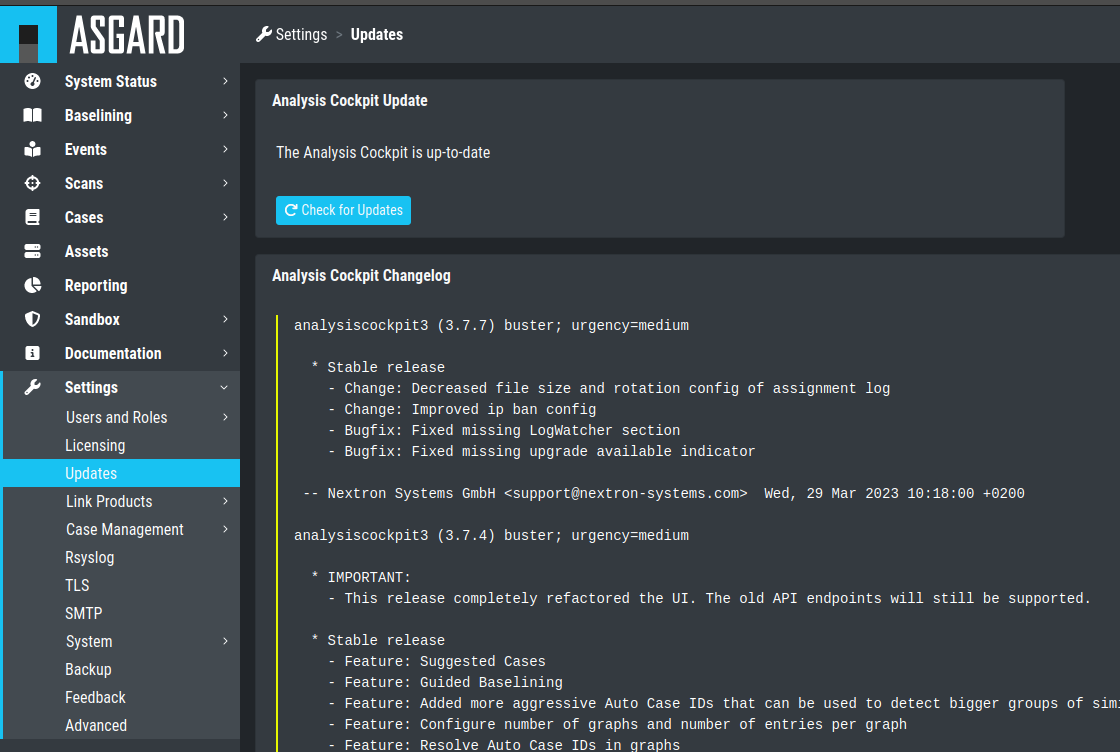 ASGARD
Settings > Updates
System Status
Baselining
Events
Scans
Cases
Assets
Reporting
Sandbox
Documentation
Settings
Users and Roles
Licensing
Updates
Link Products
Case Management
Rsyslog
TLS
SMTP
System
Backup
Feedback
Advanced
Analysis Cockpit Update
The Analysis Cockpit is up-to-date
Check for Updates
Analysis Cockpit Changelog
analysiscockpit3 (3.7.7) buster; urgency=medium
* Stable release
- Change: Decreased file size and rotation config of assignment log
- Change: Improved ip ban config
- Bugfix: Fixed missing LogWatcher section
- Bugfix: Fixed missing upgrade available indicator
-- Nextron Systems GmbH <support@nextron-systems.com>  Wed, 29 Mar 2023 10:18:00 +0200
analysiscockpit3 (3.7.4) buster; urgency=medium
* IMPORTANT:
- This release completely refactored the UI. The old API endpoints will still be supported.
* Stable release
- Feature: Suggested Cases
- Feature: Guided Baselining
- Feature: Added more aggressive Auto Case IDs that can be used to detect bigger groups of sim
- Feature: Configure number of graphs and number of entries per graph
- Feature: Resolve Auto Case IDs in graphs